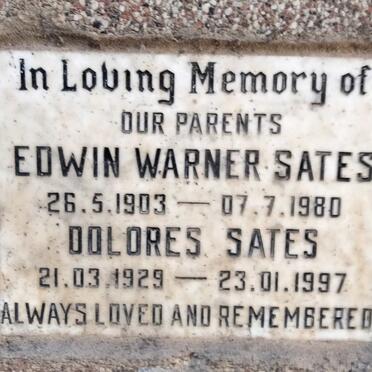 In Loving Memory of
OUR PARENTS
EDWIN WARNER SATES
26.5.1903 — 07.7.1980
DOLORES SATES
21.03.1929 — 23.01.1997
ALWAYS LOVED AND REMEMBERED